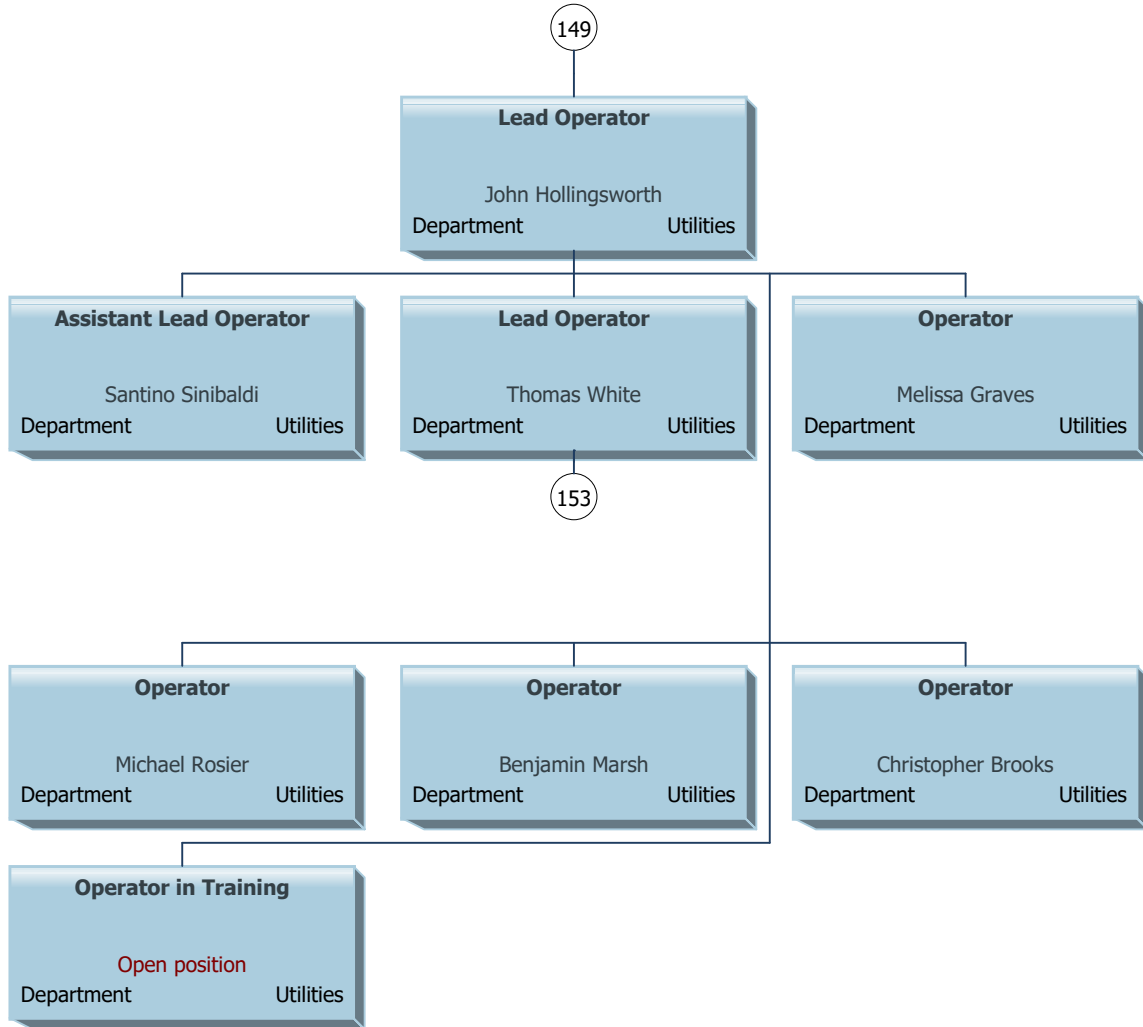 149
Lead Operator
John Hollingsworth
Department Utilities
Assistant Lead Operator
Santino Sinibaldi
Department Utilities
Lead Operator
Thomas White
Department Utilities
153
Operator
Melissa Graves
Department Utilities
Operator
Michael Rosier
Department Utilities
Operator
Benjamin Marsh
Department Utilities
Operator
Christopher Brooks
Department Utilities
Operator in Training
Open position
Department Utilities